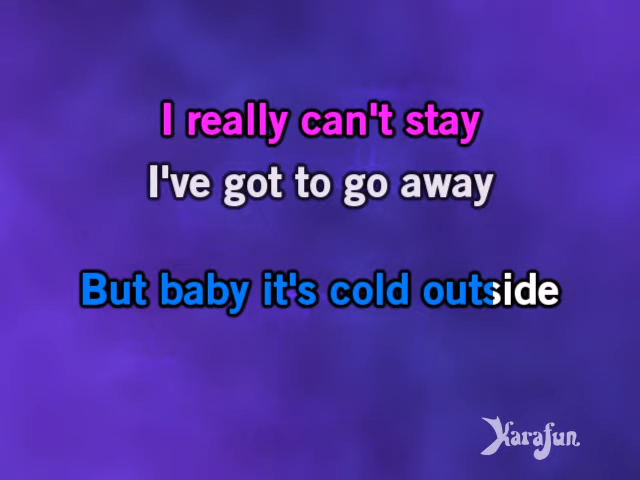 I really can't stay
I've got to go away
But baby it's cold outside
Karafun